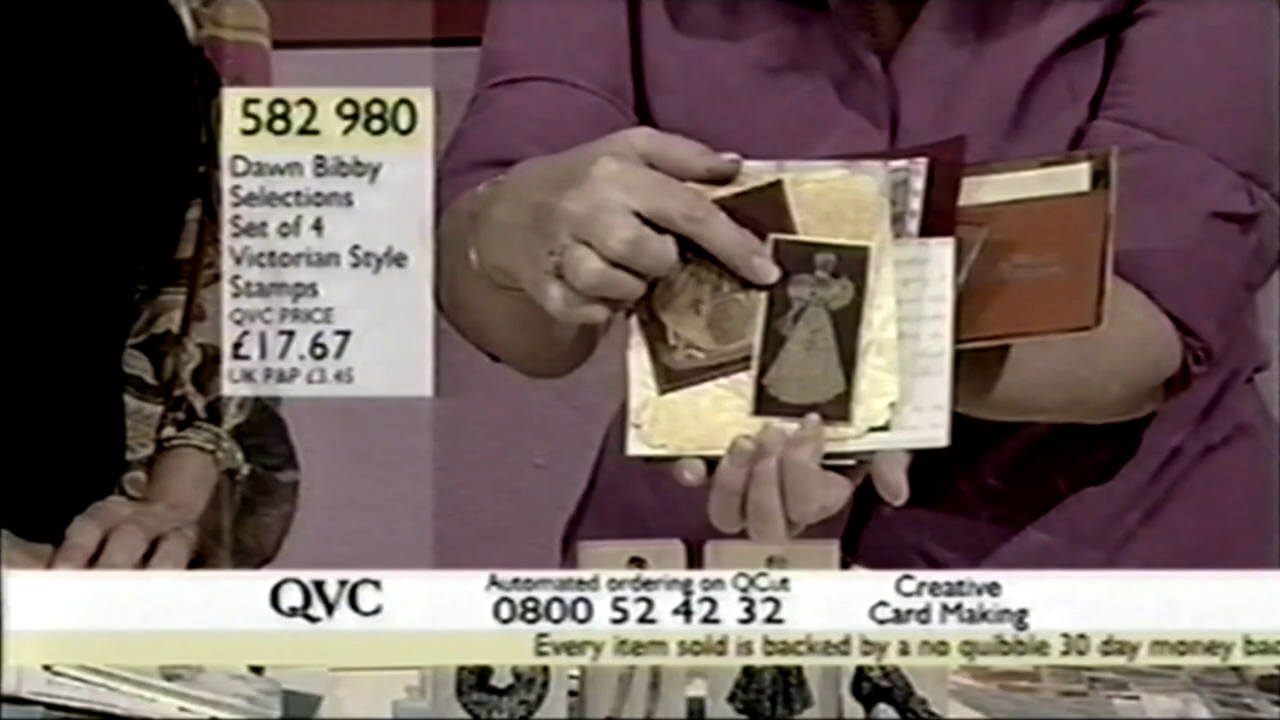 582 980
Dawn Bibby
Selections
Set of 4
Victorian Style
Stamps
QVC PRICE
£17.67
UK P&P £3.45
QVC
Automated ordering on QCut
0800 52 42 32
Creative
Card Making
Every item sold is backed by a no quibble 30 day money bac